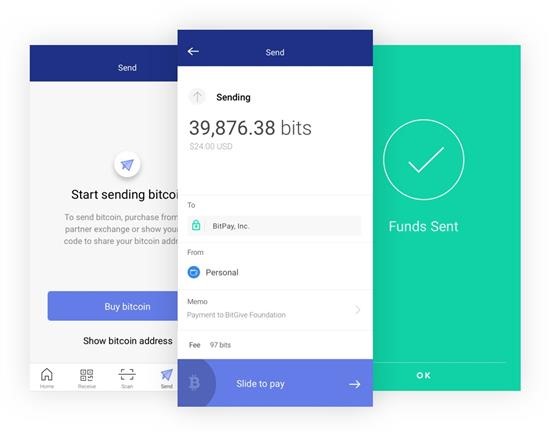 Send
Start sending bitcoi
To send bitcoin, purchase from
partner exchange or show your
code to share your bitcoin addre
Buy bitcoin
Show bitcoin address
Home
Receive
Scan
Send
Send
Sending
39,876.38 bits
$24.00 USD
To
BitPay, Inc.
From
Personal
Memo
Payment to BitGive Foundation
Fee 97 bits
Slide to pay
Funds Sent
OK